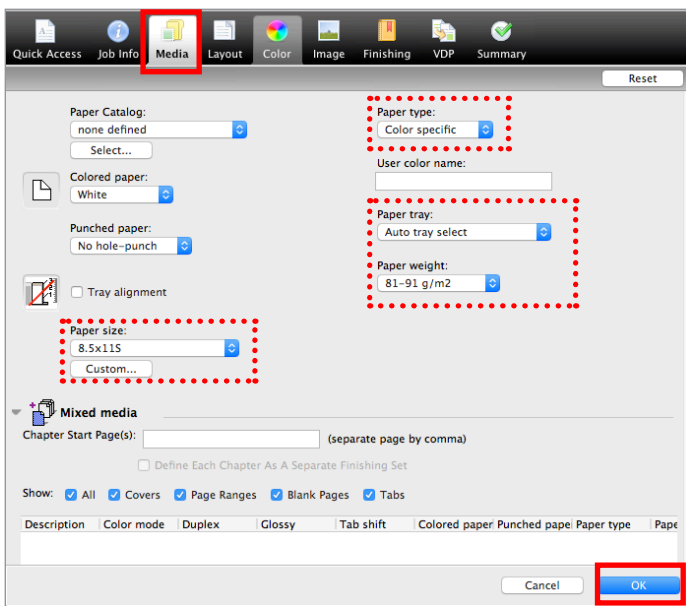 Quick Access Job Info Media Layout Color Image Finishing VDP Summary
Reset
Paper Catalog:
none defined
Select...
Colored paper:
White
Punched paper:
No hole-punch
Tray alignment
Paper size:
8.5x11S
Custom...
Paper type:
Color specific
User color name:
Paper tray:
Auto tray select
Paper weight:
81-91 g/m2
Mixed media
Chapter Start Page(s): (separate page by comma)
Define Each Chapter As A Separate Finishing Set
Show: All Covers Page Ranges Blank Pages Tabs
Description Color mode Duplex Glossy Tab shift Colored paper Punched pape Paper type Pape
Cancel OK